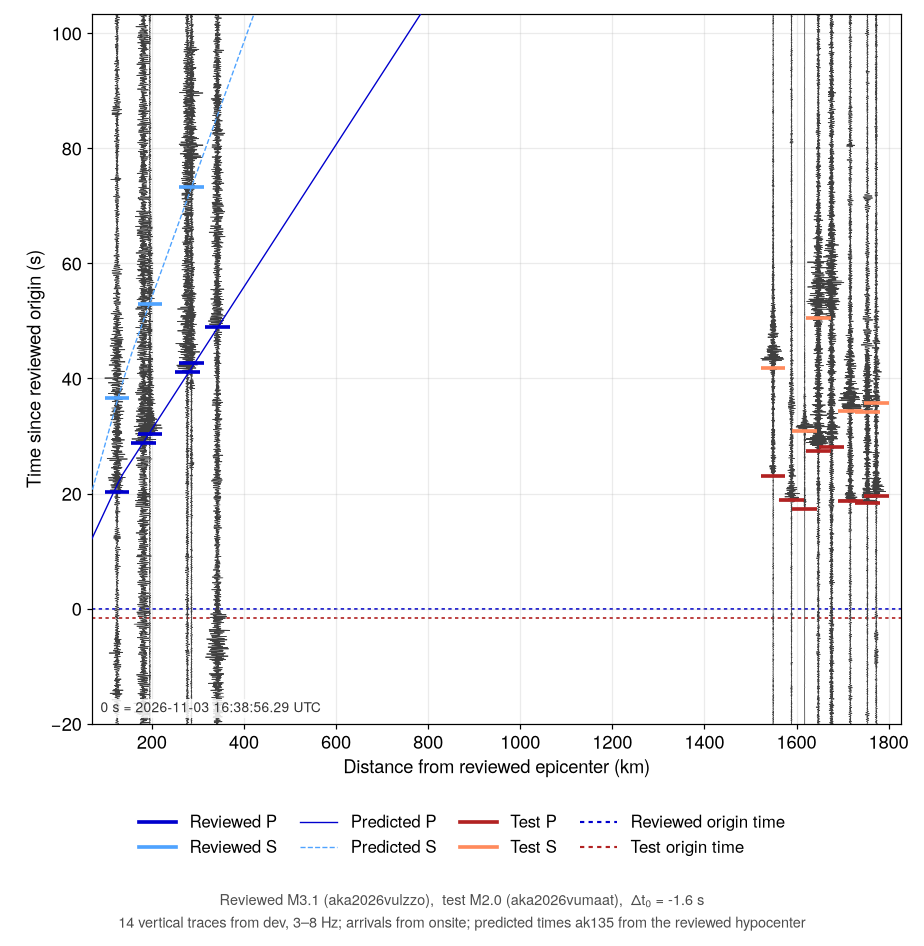 100
80
60
40
20
0
−20
Time since reviewed origin (s)
0 s = 2026-11-03 16:38:56.29 UTC
200 400 600 800 1000 1200 1400 1600 1800
Distance from reviewed epicenter (km)
Reviewed P Predicted P Test P Reviewed origin time
Reviewed S Predicted S Test S Test origin time
Reviewed M3.1 (aka2026vulzzo), test M2.0 (aka2026vumaat), Δt₀ = -1.6 s
14 vertical traces from dev, 3–8 Hz; arrivals from onsite; predicted times ak135 from the reviewed hypocenter